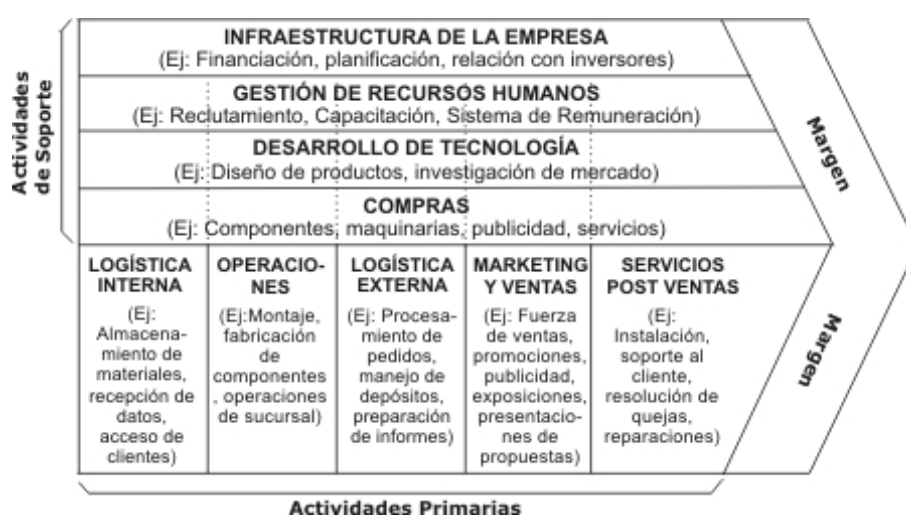 Actividades
de Soporte
INFRAESTRUCTURA DE LA EMPRESA
(Ej: Financiación, planificación, relación con inversores)
GESTIÓN DE RECURSOS HUMANOS
(Ej: Reclutamiento, Capacitación, Sistema de Remuneración)
DESARROLLO DE TECNOLOGÍA
(Ej: Diseño de productos, investigación de mercado)
COMPRAS
(Ej: Componentes, maquinarias, publicidad, servicios)
Margen
LOGÍSTICA
INTERNA
(Ej:
Almacena-
miento de
materiales,
recepción de
datos,
acceso de
clientes)
OPERACIO-
NES
(Ej:Montaje,
fabricación
de
componentes
, operaciones
de sucursal)
LOGÍSTICA
EXTERNA
(Ej: Procesa-
miento de
pedidos,
manejo de
depósitos,
preparación
de informes)
MARKETING
Y VENTAS
(Ej: Fuerza
de ventas,
promociones,
publicidad,
exposiciones,
presentacio-
nes de
propuestas)
SERVICIOS
POST VENTAS
(Ej:
Instalación,
soporte al
cliente,
resolución de
quejas,
reparaciones)
Margen
Actividades Primarias